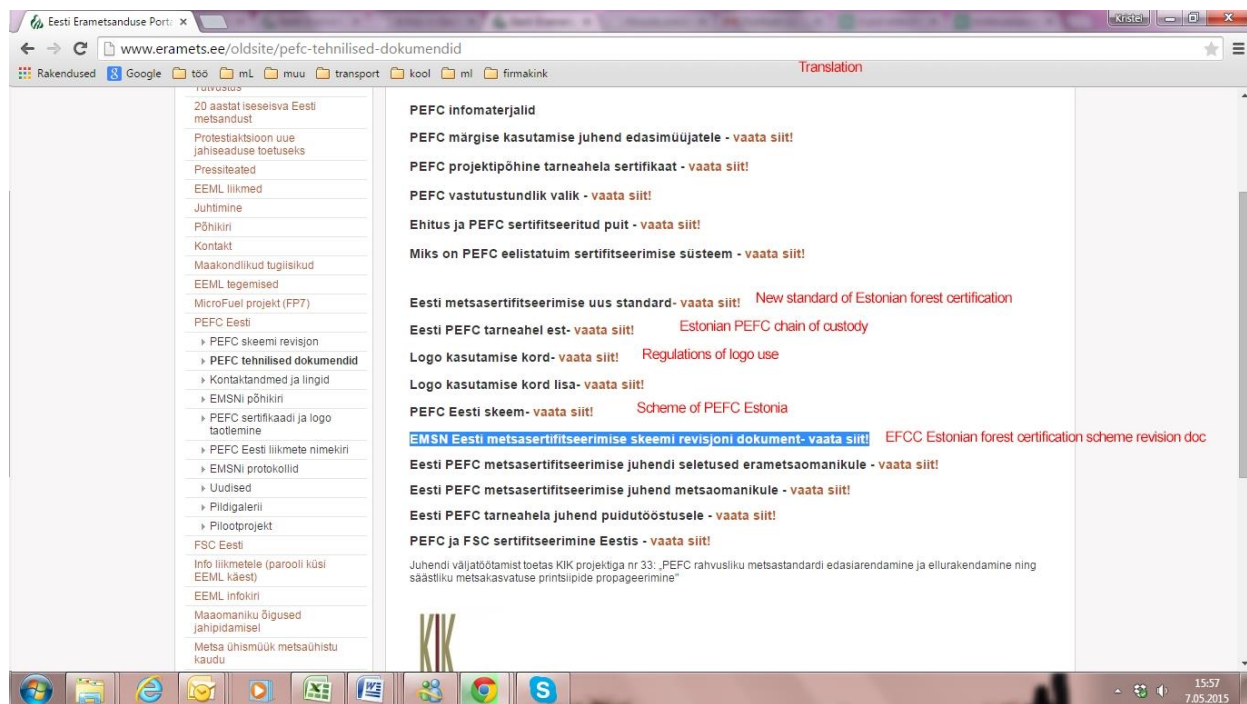 Eesti Erametsanduse Porta
Kristel
www.eramets.ee/oldsite/pefc-tehnilised-dokumendid
Rakendused Google töö mL muu transport kool ml firmakink
Translation
Tutvustus
20 aastat iseseisva Eesti
metsandust
Protestiaktsioon uue
jahiseaduse toetuseks
Pressiteated
EEML liikmed
Juhtimine
Põhikiri
Kontakt
Maakondlikud tugiisikud
EEML tegemised
MicroFuel projekt (FP7)
PEFC Eesti
PEFC skeemi revisjon
PEFC tehnilised dokumendid
Kontaktandmed ja lingid
EMSNi põhikiri
PEFC sertifikaadi ja logo
taotlemine
PEFC Eesti liikmete nimekiri
EMSNi protokollid
Uudised
Pildigalerii
Pilootprojekt
FSC Eesti
Info liikmetele (parooli küsi
EEML käest)
EEML infokiri
Maaomaniku õigused
jahipidamisel
Metsa ühismüük metsaühistu
kaudu
PEFC infomaterjalid
PEFC märgise kasutamise juhend edasimüüjatele - vaata siit!
PEFC projektipõhine tarneahela sertifikaat - vaata siit!
PEFC vastutustundlik valik - vaata siit!
Ehitus ja PEFC sertifitseeritud puit - vaata siit!
Miks on PEFC eelistatuim sertifitseerimise süsteem - vaata siit!
Eesti metsasertifitseerimise uus standard- vaata siit! New standard of Estonian forest certification
Eesti PEFC tarneahel est- vaata siit! Estonian PEFC chain of custody
Logo kasutamise kord- vaata siit! Regulations of logo use
Logo kasutamise kord lisa- vaata siit!
PEFC Eesti skeem- vaata siit! Scheme of PEFC Estonia
EMSN Eesti metsasertifitseerimise skeemi revisjoni dokument- vaata siit! EFCC Estonian forest certification scheme revision doc
Eesti PEFC metsasertifitseerimise juhendi seletused erametsaomanikule - vaata siit!
Eesti PEFC metsasertifitseerimise juhend metsaomanikule - vaata siit!
Eesti PEFC tarneahela juhend puidutööstusele - vaata siit!
PEFC ja FSC sertifitseerimine Eestis - vaata siit!
Juhendi väljatöötamist toetas KIK projektiga nr 33: „PEFC rahvusliku metsastandardi edasiarendamine ja ellurakendamine ning
säästliku metsakasvatuse printsiipide propageerimine"
KIK
15:57
7.05.2015